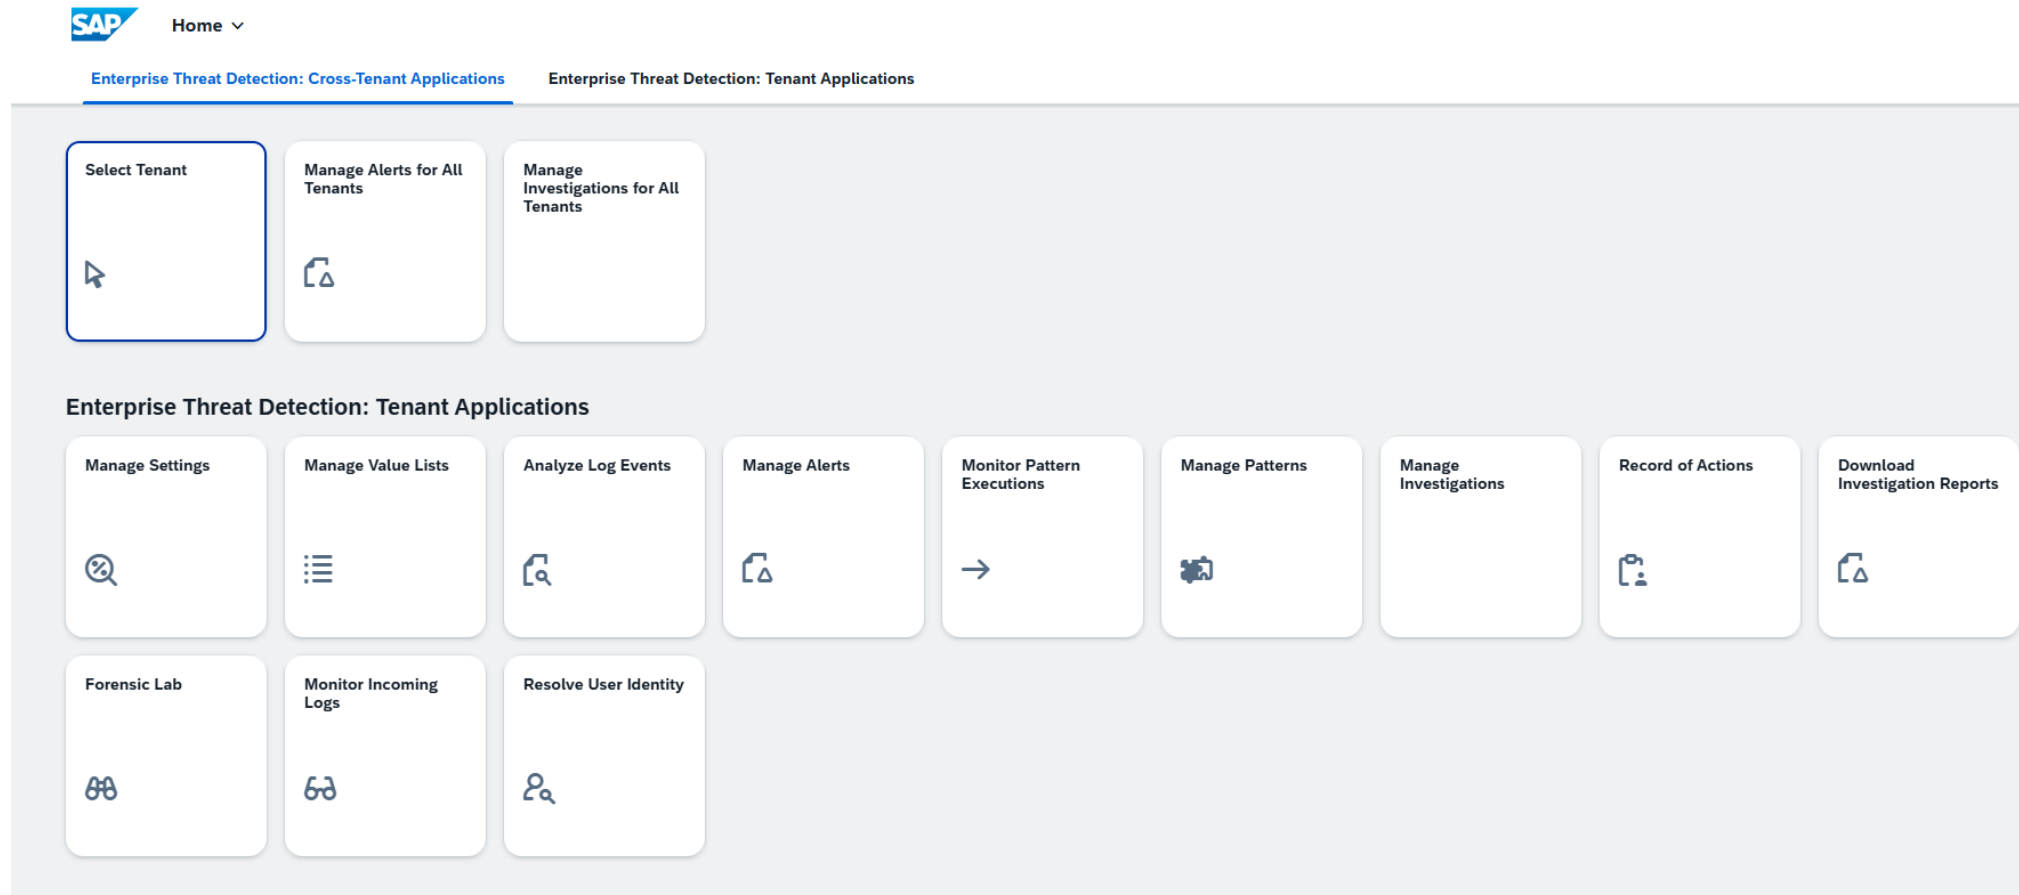 SAP
Home
Enterprise Threat Detection: Cross-Tenant Applications
Enterprise Threat Detection: Tenant Applications
Select Tenant
Manage Alerts for All
Tenants
Manage
Investigations for All
Tenants
Enterprise Threat Detection: Tenant Applications
Manage Settings
Manage Value Lists
Analyze Log Events
Manage Alerts
Monitor Pattern
Executions
Manage Patterns
Manage
Investigations
Record of Actions
Download
Investigation Reports
Forensic Lab
Monitor Incoming
Logs
Resolve User Identity